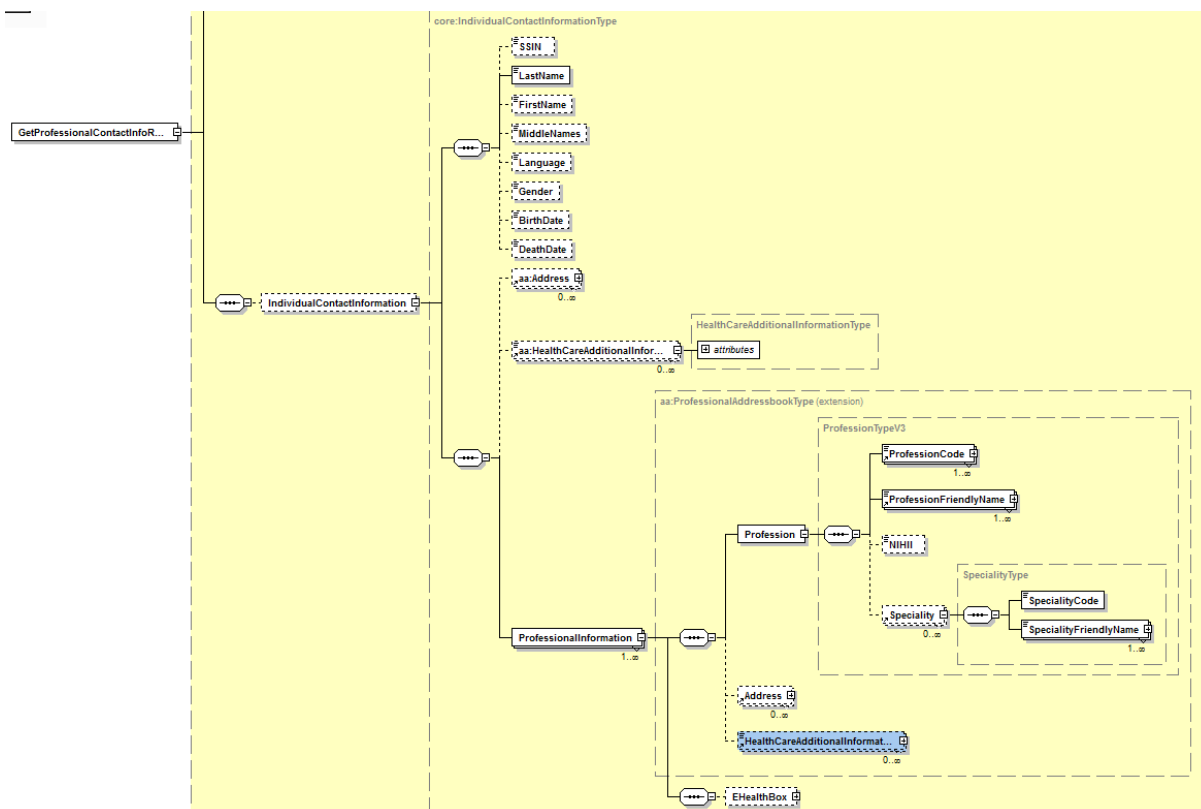 core:IndividualContactInformationType
SSIN
LastName
FirstName
GetProfessionalContactInfoR...
MiddleNames
Language
Gender
BirthDate
DeathDate
aa:Address
0..∞
IndividualContactInformation
HealthCareAdditionalInformationType
aa:HealthCareAdditionalInfor...
attributes
0..∞
aa:ProfessionalAddressbookType (extension)
ProfessionTypeV3
ProfessionCode
1..∞
ProfessionFriendlyName
1..∞
Profession
NIHII
SpecialityType
SpecialityCode
Speciality
0..∞
SpecialityFriendlyName
1..∞
ProfessionalInformation
1..∞
Address
0..∞
HealthCareAdditionalInformat...
0..∞
EHealthBox